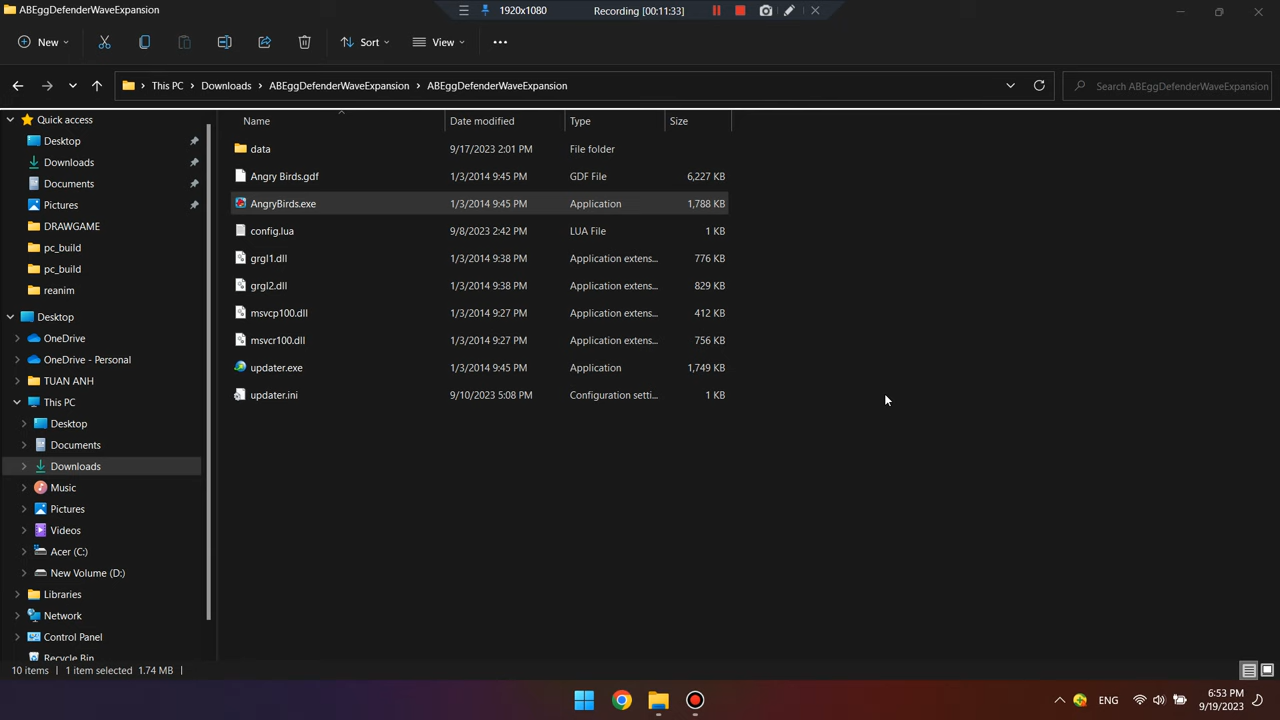 ABEggDefenderWaveExpansion
1920x1080 Recording [00:11:33]
New Sort View
This PC Downloads ABEggDefenderWaveExpansion ABEggDefenderWaveExpansion Search ABEggDefenderWaveExpansion
Quick access
Desktop
Downloads
Documents
Pictures
DRAWGAME
pc_build
pc_build
reanim
Desktop
OneDrive
OneDrive - Personal
TUAN ANH
This PC
Desktop
Documents
Downloads
Music
Pictures
Videos
Acer (C:)
New Volume (D:)
Libraries
Network
Control Panel
Recycle Bin
Name Date modified Type Size
data 9/17/2023 2:01 PM File folder
Angry Birds.gdf 1/3/2014 9:45 PM GDF File 6,227 KB
AngryBirds.exe 1/3/2014 9:45 PM Application 1,788 KB
config.lua 9/8/2023 2:42 PM LUA File 1 KB
grgl1.dll 1/3/2014 9:38 PM Application extens... 776 KB
grgl2.dll 1/3/2014 9:38 PM Application extens... 829 KB
msvcp100.dll 1/3/2014 9:27 PM Application extens... 412 KB
msvcr100.dll 1/3/2014 9:27 PM Application extens... 756 KB
updater.exe 1/3/2014 9:45 PM Application 1,749 KB
updater.ini 9/10/2023 5:08 PM Configuration setti... 1 KB
10 items 1 item selected 1.74 MB
ENG
6:53 PM
9/19/2023